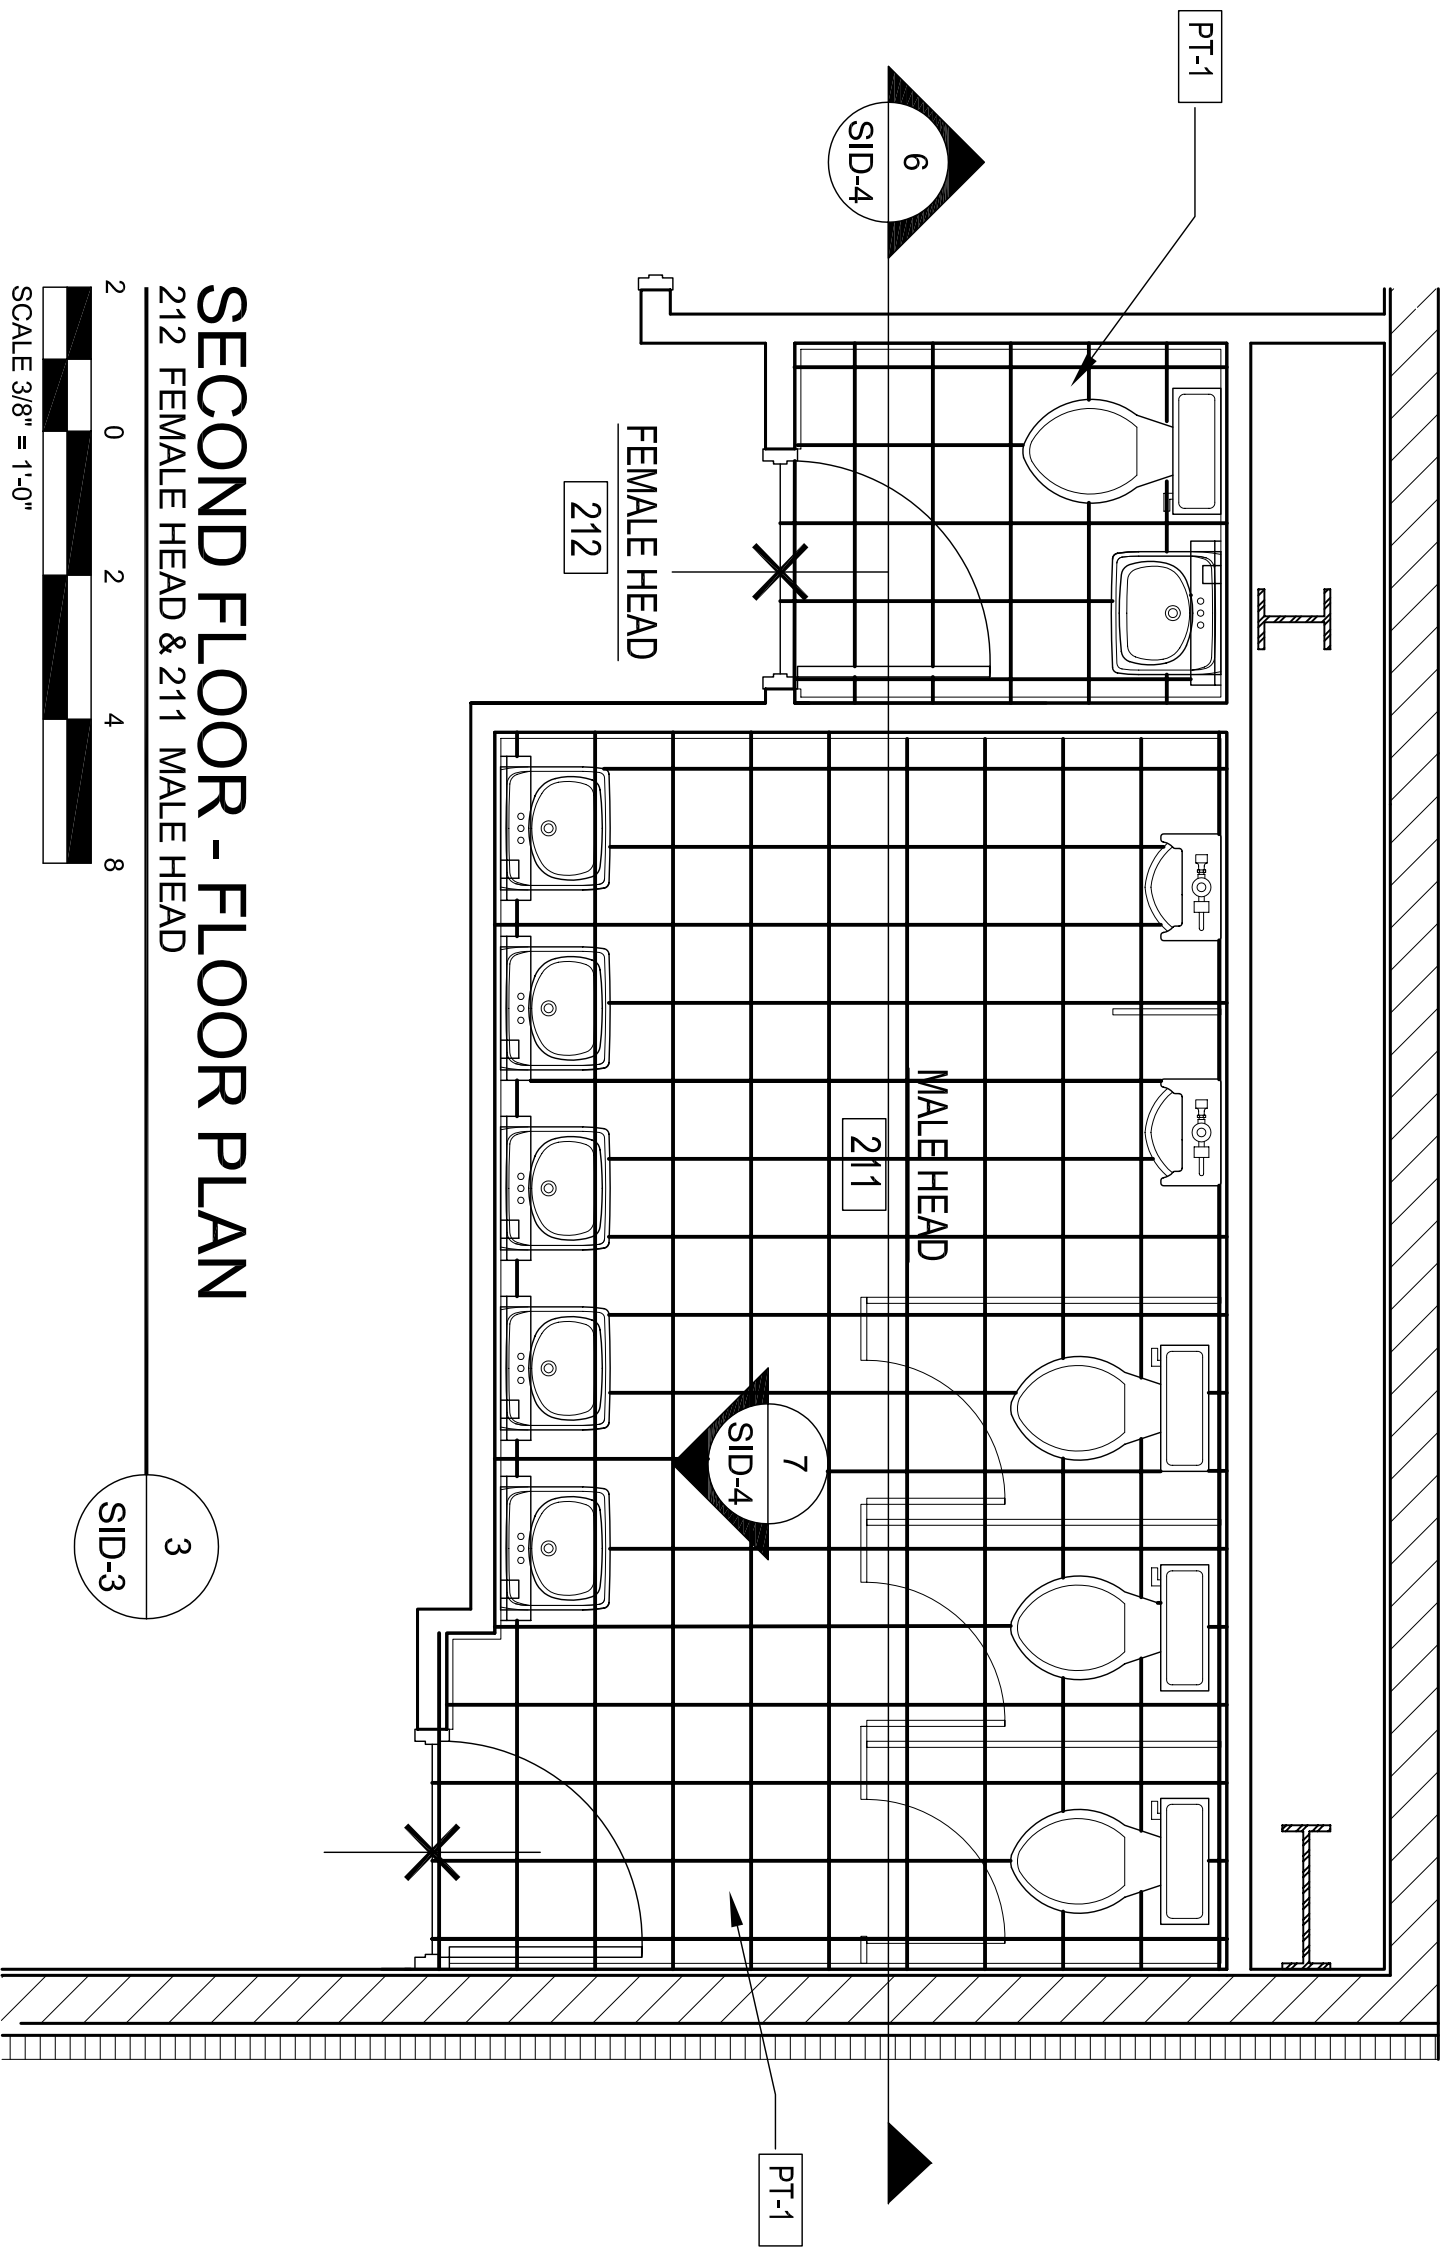 PT-1
6
SID-4
FEMALE HEAD
212
MALE HEAD
211
7
SID-4
PT-1
SECOND FLOOR - FLOOR PLAN
212 FEMALE HEAD & 211 MALE HEAD
3
SID-3
2 0 2 4 8
SCALE 3/8" = 1'-0"